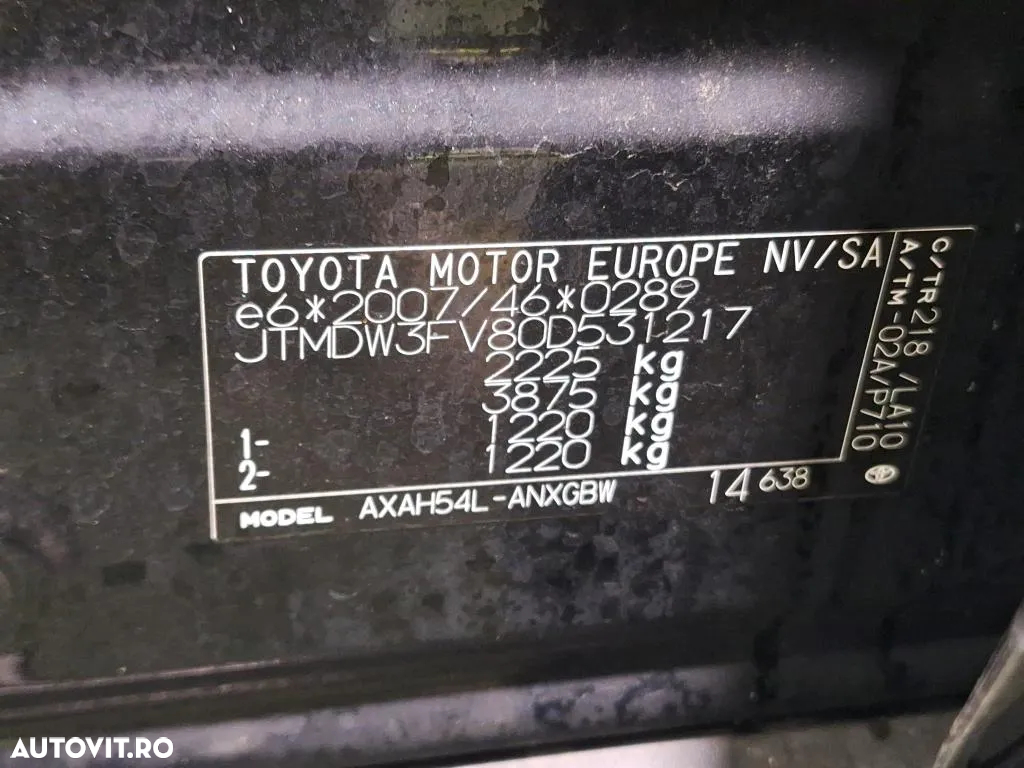 TOYOTA MOTOR EUROPE NV/SA
e6*2007/46*0289
JTMDW3FV80D531217
2225 kg
3875 kg
1- 1220 kg
2- 1220 kg
MODEL AXAH54L-ANXGBW 14 638
C/TR218 /LA10
A/TM-02A/P710
AUTOVIT.RO